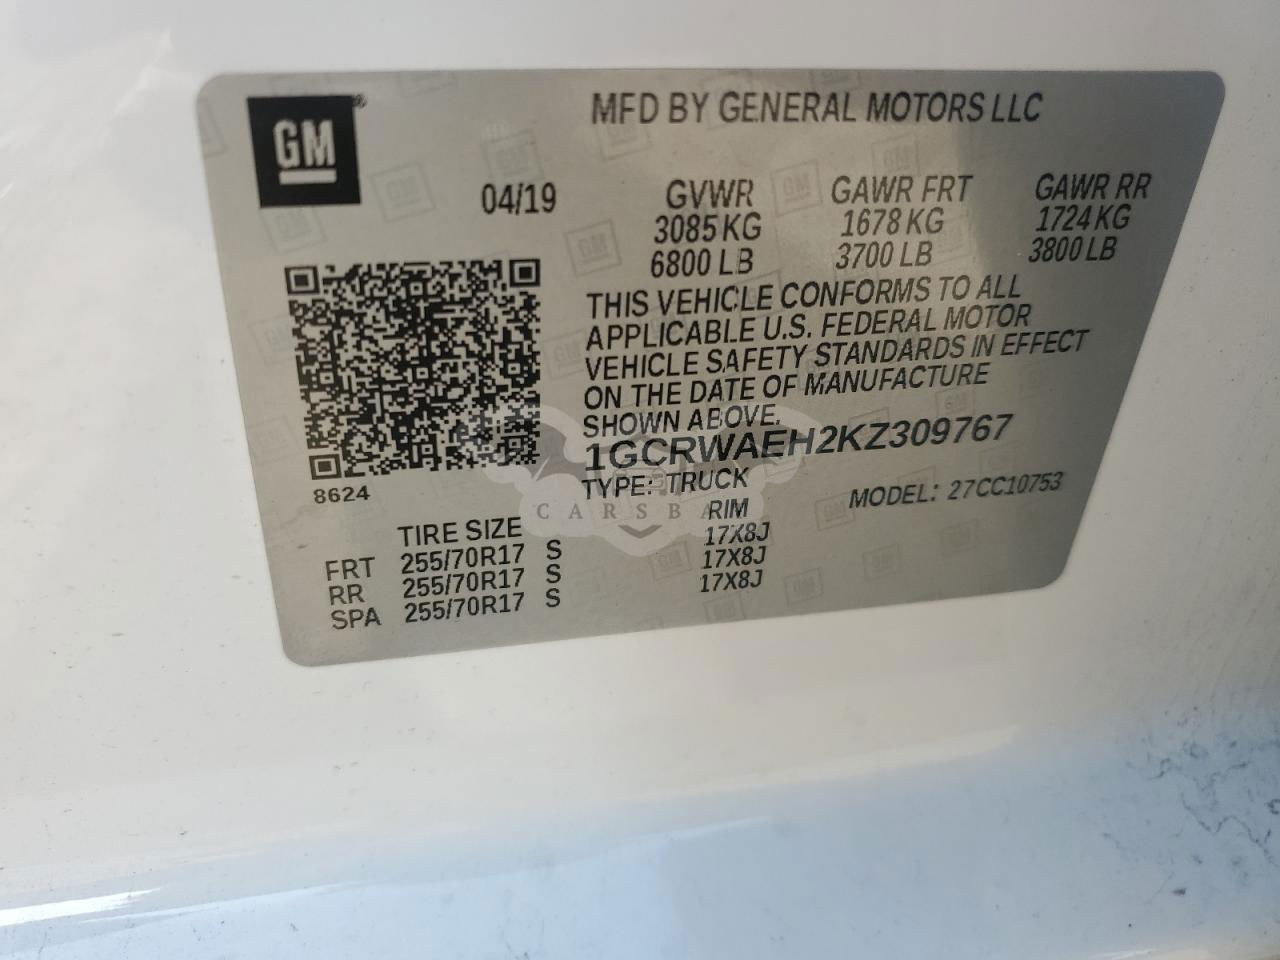 GM
MFD BY GENERAL MOTORS LLC
04/19 GVWR GAWR FRT GAWR RR
3085 KG 1678 KG 1724 KG
6800 LB 3700 LB 3800 LB
THIS VEHICLE CONFORMS TO ALL
APPLICABLE U.S. FEDERAL MOTOR
VEHICLE SAFETY STANDARDS IN EFFECT
ON THE DATE OF MANUFACTURE
SHOWN ABOVE.
1GCRWAEH2KZ309767
8624
TYPE: TRUCK MODEL: 27CC10753
TIRE SIZE RIM
FRT 255/70R17 S 17X8J
RR 255/70R17 S 17X8J
SPA 255/70R17 S 17X8J